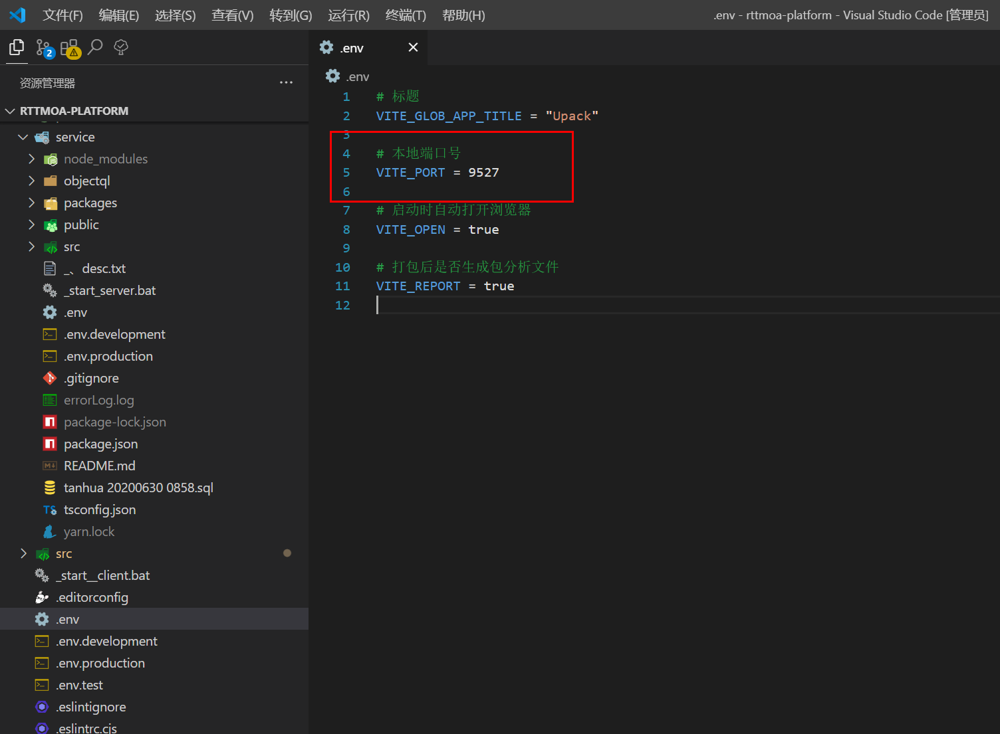 文件(F) 编辑(E) 选择(S) 查看(V) 转到(G) 运行(R) 终端(T) 帮助(H) .env - rttmoa-platform - Visual Studio Code [管理员]
2
资源管理器
RTTMOA-PLATFORM
service
node_modules
objectql
packages
public
src
_、desc.txt
_start_server.bat
.env
.env.development
.env.production
.gitignore
errorLog.log
package-lock.json
package.json
README.md
tanhua 20200630 0858.sql
tsconfig.json
yarn.lock
src
_start__client.bat
.editorconfig
.env
.env.development
.env.production
.env.test
.eslintignore
.eslintrc.cjs
.env
.env
1 # 标题
2 VITE_GLOB_APP_TITLE = "Upack"
3
4 # 本地端口号
5 VITE_PORT = 9527
6
7 # 启动时自动打开浏览器
8 VITE_OPEN = true
9
10 # 打包后是否生成包分析文件
11 VITE_REPORT = true
12